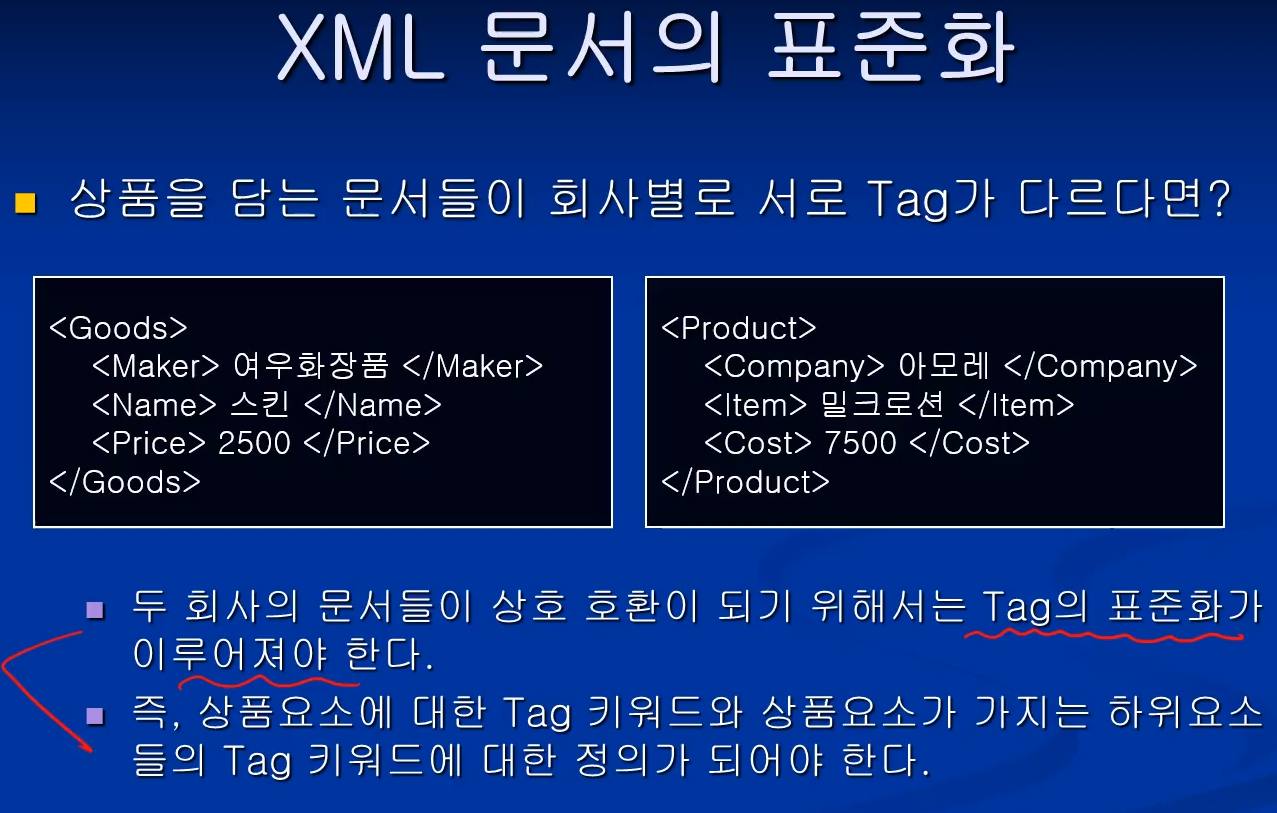 XML 문서의 표준화
상품을 담는 문서들이 회사별로 서로 Tag가 다르다면?
<Goods>
<Maker> 여우화장품 </Maker>
<Name> 스킨 </Name>
<Price> 2500 </Price>
</Goods>
<Product>
<Company> 아모레 </Company>
<Item> 밀크로션 </Item>
<Cost> 7500 </Cost>
</Product>
두 회사의 문서들이 상호 호환이 되기 위해서는 Tag의 표준화가
이루어져야 한다.
즉, 상품요소에 대한 Tag 키워드와 상품요소가 가지는 하위요소
들의 Tag 키워드에 대한 정의가 되어야 한다.